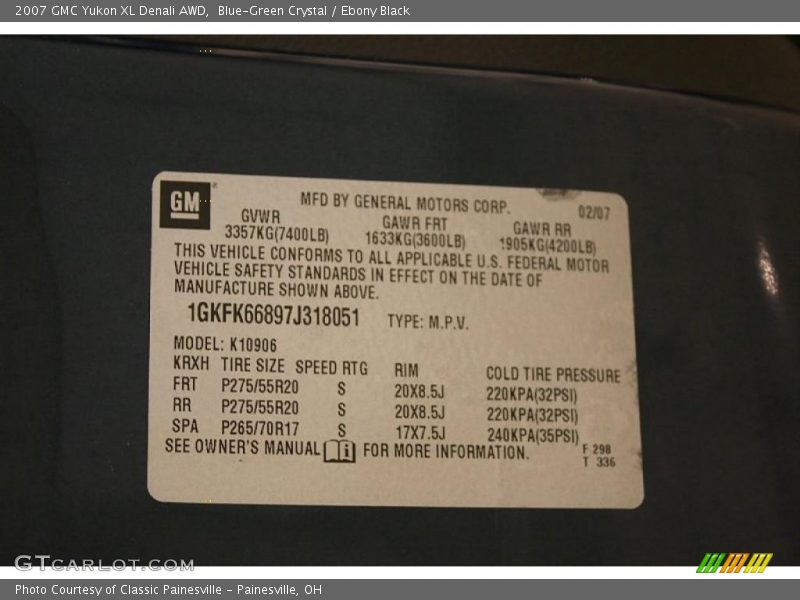 2007 GMC Yukon XL Denali AWD, Blue-Green Crystal / Ebony Black
GM
MFD BY GENERAL MOTORS CORP. 02/07
GVWR GAWR FRT GAWR RR
3357KG(7400LB) 1633KG(3600LB) 1905KG(4200LB)
THIS VEHICLE CONFORMS TO ALL APPLICABLE U.S. FEDERAL MOTOR
VEHICLE SAFETY STANDARDS IN EFFECT ON THE DATE OF
MANUFACTURE SHOWN ABOVE.
1GKFK66897J318051 TYPE: M.P.V.
MODEL: K10906
KRXH TIRE SIZE SPEED RTG RIM COLD TIRE PRESSURE
FRT P275/55R20 S 20X8.5J 220KPA(32PSI)
RR P275/55R20 S 20X8.5J 220KPA(32PSI)
SPA P265/70R17 S 17X7.5J 240KPA(35PSI)
SEE OWNER'S MANUAL FOR MORE INFORMATION.
F 298
T 336
GTCARLOT.COM
Photo Courtesy of Classic Painesville - Painesville, OH